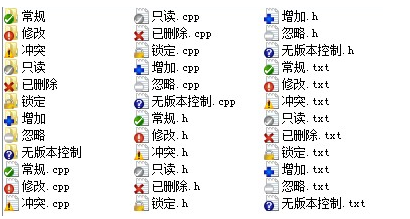 常规
修改
冲突
只读
已删除
锁定
增加
忽略
无版本控制
常规.cpp
修改.cpp
冲突.cpp
只读.cpp
已删除.cpp
锁定.cpp
增加.cpp
忽略.cpp
无版本控制.cpp
常规.h
修改.h
冲突.h
只读.h
已删除.h
锁定.h
增加.h
忽略.h
无版本控制.h
常规.txt
修改.txt
冲突.txt
只读.txt
已删除.txt
锁定.txt
增加.txt
忽略.txt
无版本控制.txt